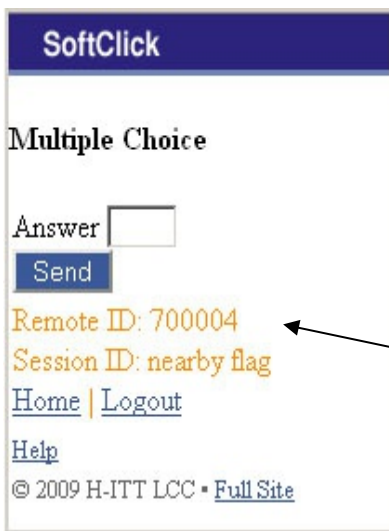 SoftClick
Multiple Choice
Answer
Send
Remote ID: 700004
Session ID: nearby flag
Home | Logout
Help
© 2009 H-ITT LCC ▪ Full Site